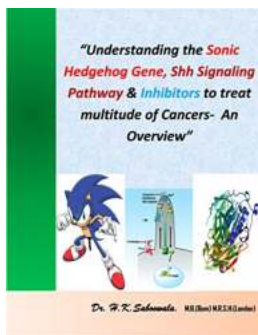 “Understanding the Sonic
Hedgehog Gene, Shh Signaling
Pathway & Inhibitors to treat
multitude of Cancers- An
Overview“
Dr. H.K. Saboowala. M.B.(Bom) M.R.S.H.(London)